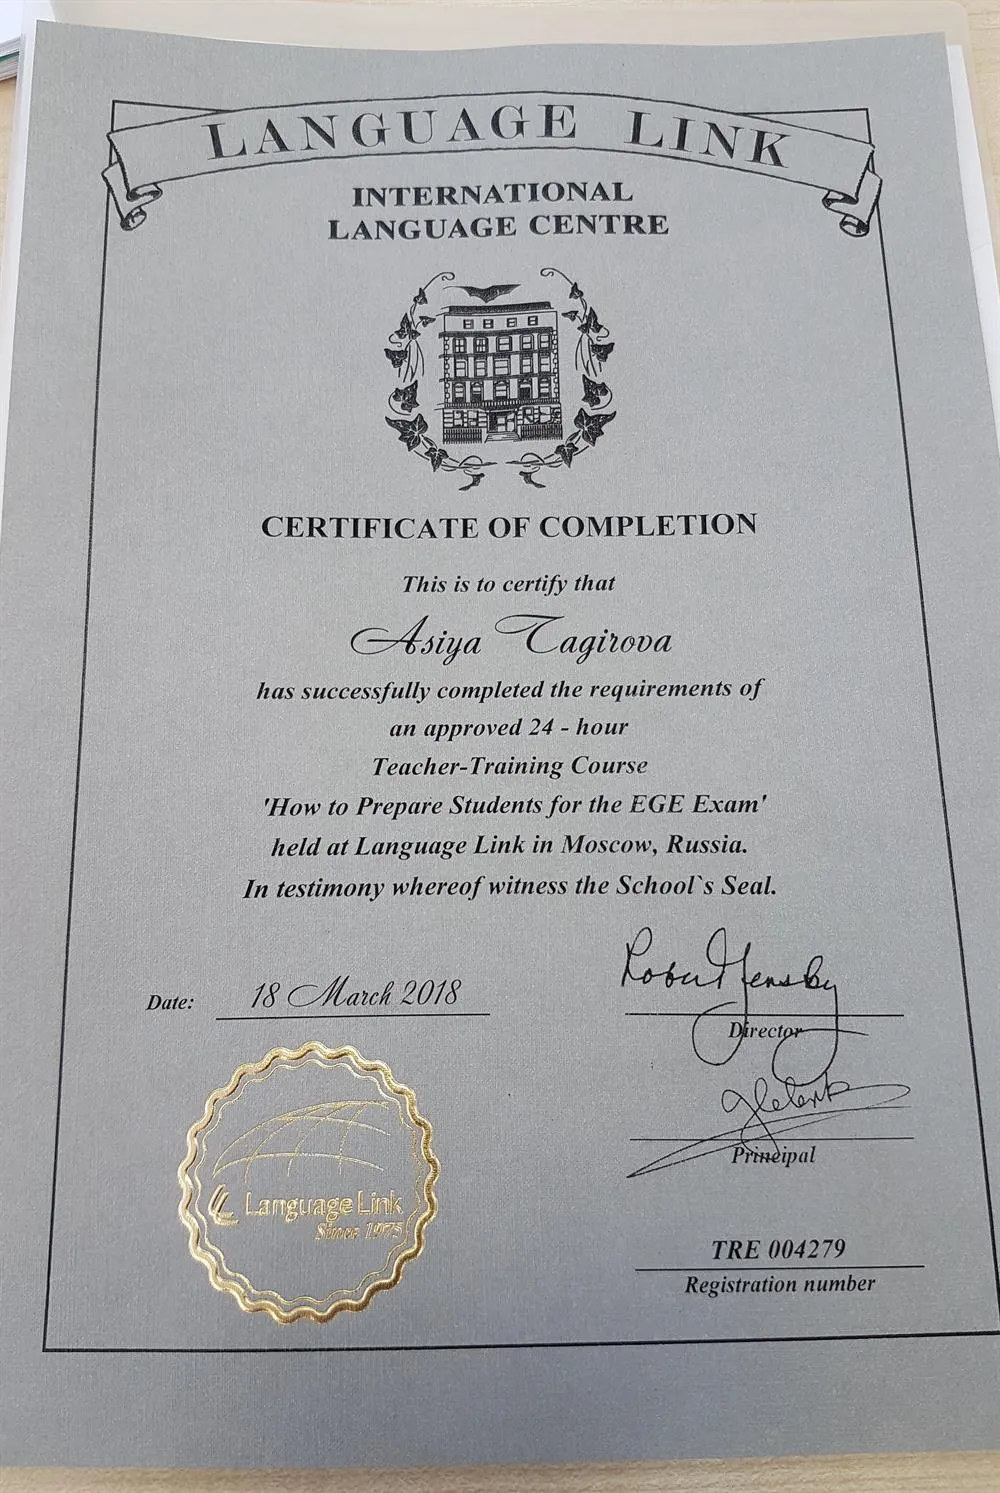 LANGUAGE LINK
INTERNATIONAL
LANGUAGE CENTRE
CERTIFICATE OF COMPLETION
This is to certify that
Asiya Tagirova
has successfully completed the requirements of
an approved 24 - hour
Teacher-Training Course
'How to Prepare Students for the EGE Exam'
held at Language Link in Moscow, Russia.
In testimony whereof witness the School`s Seal.
Date: 18 March 2018
Director
Principal
Language Link
Since 1975
TRE 004279
Registration number